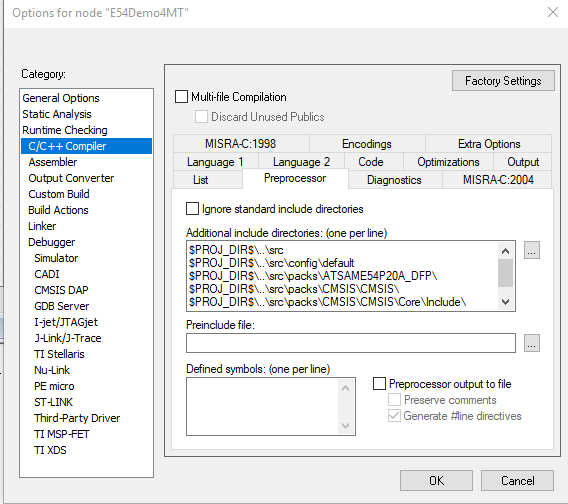 Options for node "E54Demo4MT"
Category:
General Options
Static Analysis
Runtime Checking
C/C++ Compiler
Assembler
Output Converter
Custom Build
Build Actions
Linker
Debugger
Simulator
CADI
CMSIS DAP
GDB Server
I-jet/JTAGjet
J-Link/J-Trace
TI Stellaris
Nu-Link
PE micro
ST-LINK
Third-Party Driver
TI MSP-FET
TI XDS
Factory Settings
Multi-file Compilation
Discard Unused Publics
MISRA-C:1998 Encodings Extra Options
Language 1 Language 2 Code Optimizations Output
List Preprocessor Diagnostics MISRA-C:2004
Ignore standard include directories
Additional include directories: (one per line)
$PROJ_DIR$\..\src
$PROJ_DIR$\..\src\config\default
$PROJ_DIR$\..\src\packs\ATSAME54P20A_DFP\
$PROJ_DIR$\..\src\packs\CMSIS\CMSIS\
$PROJ_DIR$\..\src\packs\CMSIS\CMSIS\Core\Include\
...
Preinclude file:
...
Defined symbols: (one per line)
Preprocessor output to file
Preserve comments
Generate #line directives
OK Cancel